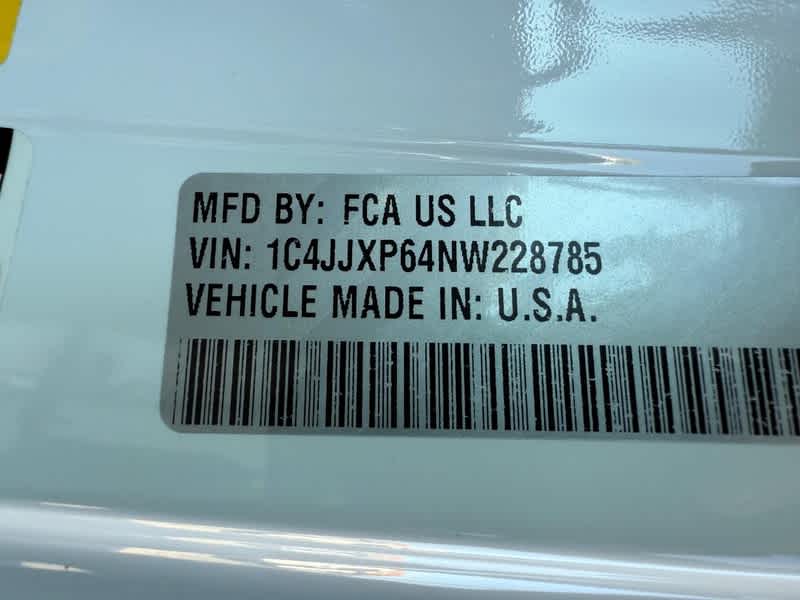 MFD BY: FCA US LLC
VIN: 1C4JJXP64NW228785
VEHICLE MADE IN: U.S.A.